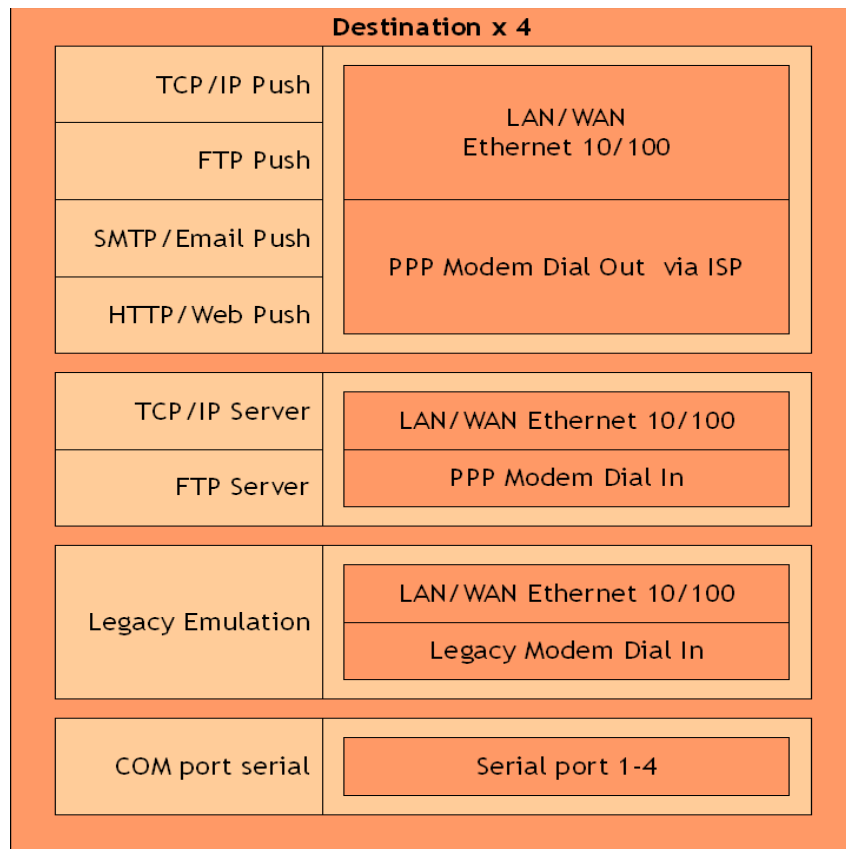 Destination x 4
TCP/IP Push
FTP Push
SMTP/Email Push
HTTP/Web Push
LAN/WAN
Ethernet 10/100
PPP Modem Dial Out via ISP
TCP/IP Server
FTP Server
LAN/WAN Ethernet 10/100
PPP Modem Dial In
Legacy Emulation
LAN/WAN Ethernet 10/100
Legacy Modem Dial In
COM port serial
Serial port 1-4